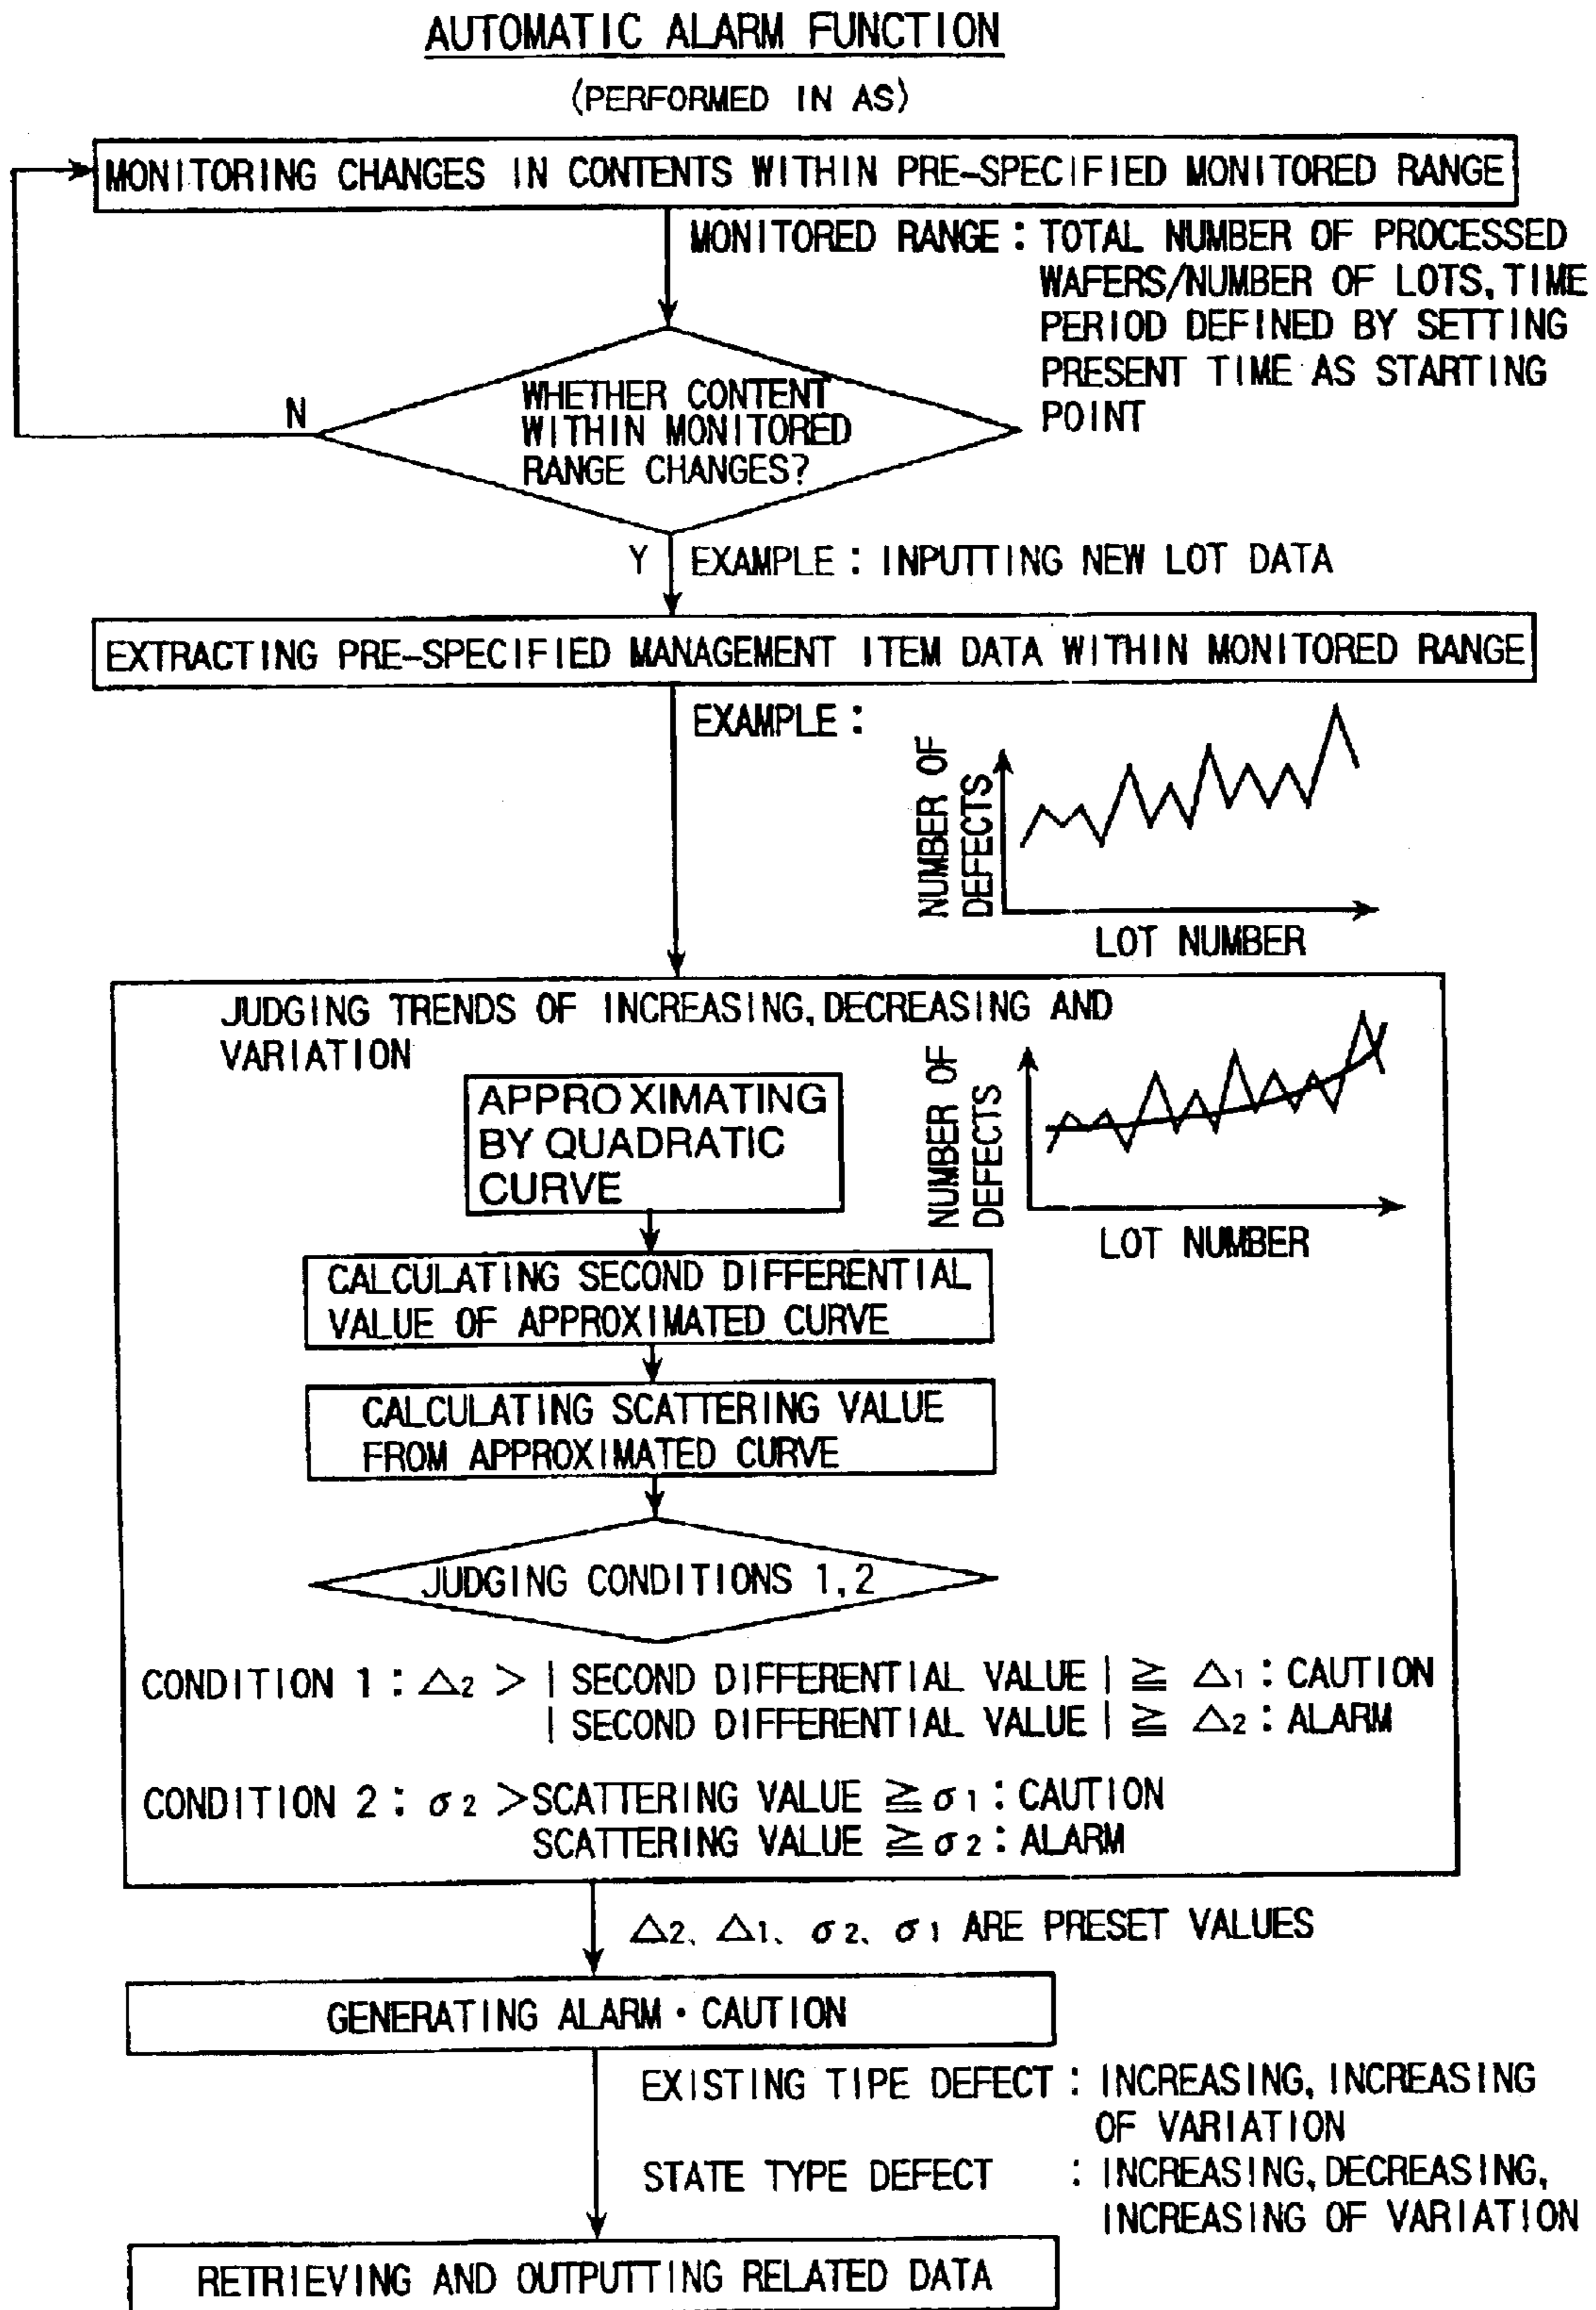 AUTOMATIC ALARM FUNCTION
(PERFORMED IN AS)
MONITORING CHANGES IN CONTENTS WITHIN PRE-SPECIFIED MONITORED RANGE
MONITORED RANGE : TOTAL NUMBER OF PROCESSED
WAFERS/NUMBER OF LOTS, TIME
PERIOD DEFINED BY SETTING
PRESENT TIME AS STARTING
POINT
WHETHER CONTENT
WITHIN MONITORED
RANGE CHANGES?
N
Y
EXAMPLE : INPUTTING NEW LOT DATA
EXTRACTING PRE-SPECIFIED MANAGEMENT ITEM DATA WITHIN MONITORED RANGE
EXAMPLE :
NUMBER OF
DEFECTS
LOT NUMBER
JUDGING TRENDS OF INCREASING, DECREASING AND
VARIATION
APPROXIMATING
BY QUADRATIC
CURVE
NUMBER OF
DEFECTS
LOT NUMBER
CALCULATING SECOND DIFFERENTIAL
VALUE OF APPROXIMATED CURVE
CALCULATING SCATTERING VALUE
FROM APPROXIMATED CURVE
JUDGING CONDITIONS 1, 2
CONDITION 1 : △2 > | SECOND DIFFERENTIAL VALUE | ≧ △1 : CAUTION
| SECOND DIFFERENTIAL VALUE | ≧ △2 : ALARM
CONDITION 2 : σ2 > SCATTERING VALUE ≧ σ1 : CAUTION
SCATTERING VALUE ≧ σ2 : ALARM
△2、△1、σ2、σ1 ARE PRESET VALUES
GENERATING ALARM・CAUTION
EXISTING TIPE DEFECT : INCREASING, INCREASING
OF VARIATION
STATE TYPE DEFECT : INCREASING, DECREASING,
INCREASING OF VARIATION
RETRIEVING AND OUTPUTTING RELATED DATA